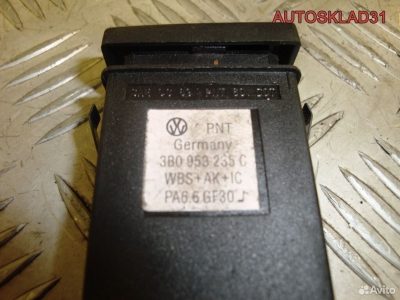 AUTOSKLAD31
PNT
Germany
3B0 953 235 C
WBS+AK+IC
PA6.6 GF30
Avito